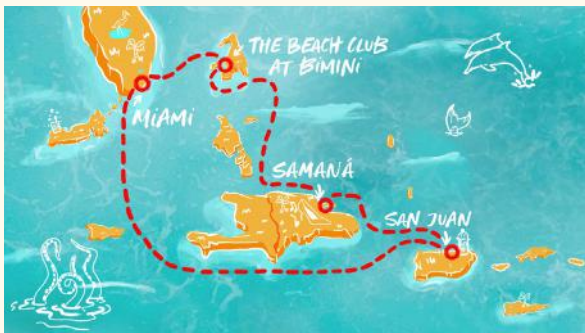 THE BEACH CLUB
AT BiMiNi
MiAMi
SAMANÁ
SAN JUAN